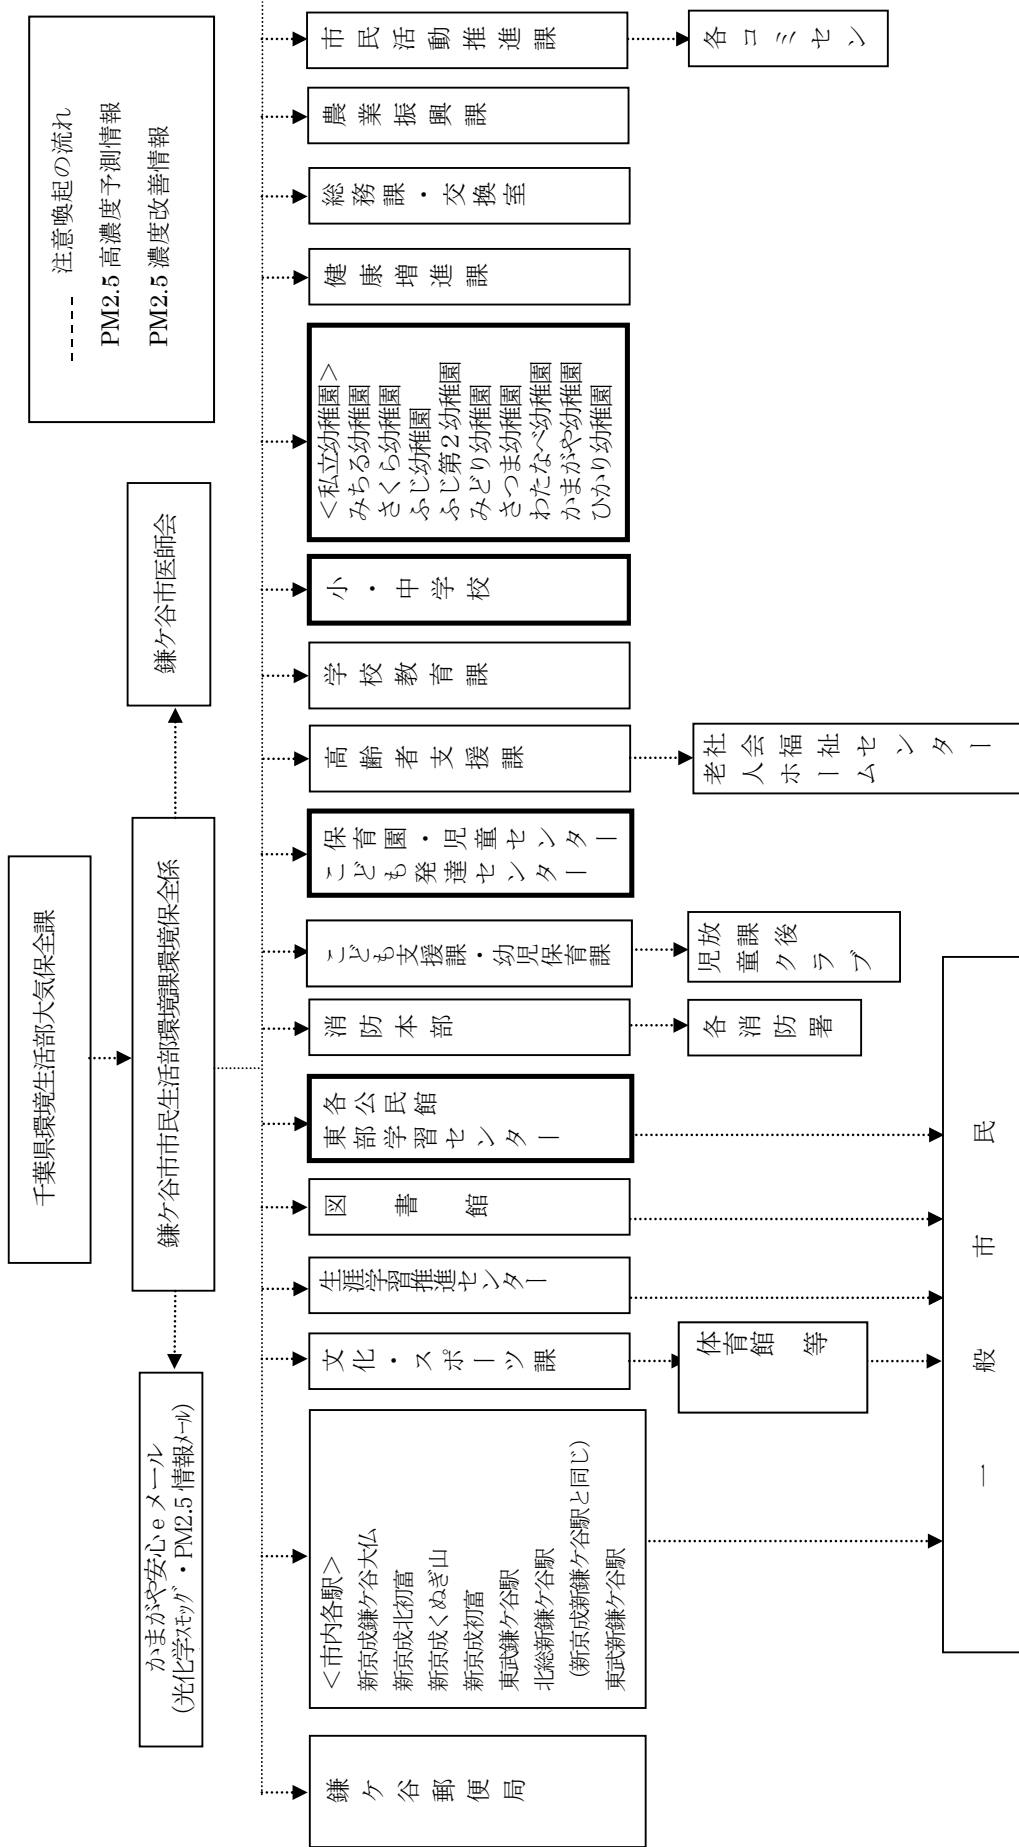 千葉県環境生活部大気保全課
---- 注意喚起の流れ
PM2.5 高濃度予測情報
PM2.5 濃度改善情報
かまがや安心eメール
(光化学ｽﾓｯｸﾞ・PM2.5 情報ﾒｰﾙ)
鎌ケ谷市市民生活部環境課環境保全係
鎌ケ谷市医師会
鎌ケ谷郵便局
＜市内各駅＞
新京成鎌ケ谷大仏
新京成北初富
新京成くぬぎ山
新京成初富
東武鎌ケ谷駅
北総新鎌ケ谷駅
(新京成新鎌ケ谷駅と同じ)
東武新鎌ケ谷駅
文化・スポーツ課
生涯学習推進センター
図書館
各公民館
東部学習センター
消防本部
こども支援課・幼児保育課
保育園・児童センター
こども発達センター
高齢者支援課
学校教育課
小・中学校
＜私立幼稚園＞
みちる幼稚園
さくら幼稚園
ふじ幼稚園
ふじ第２幼稚園
みどり幼稚園
さつま幼稚園
わたなべ幼稚園
かまがや幼稚園
ひかり幼稚園
健康増進課
総務課・交換室
農業振興課
市民活動推進課
体育館 等
各消防署
放課後
児童クラブ
社会福祉センター
老人ホーム
各コミセン
一般市民